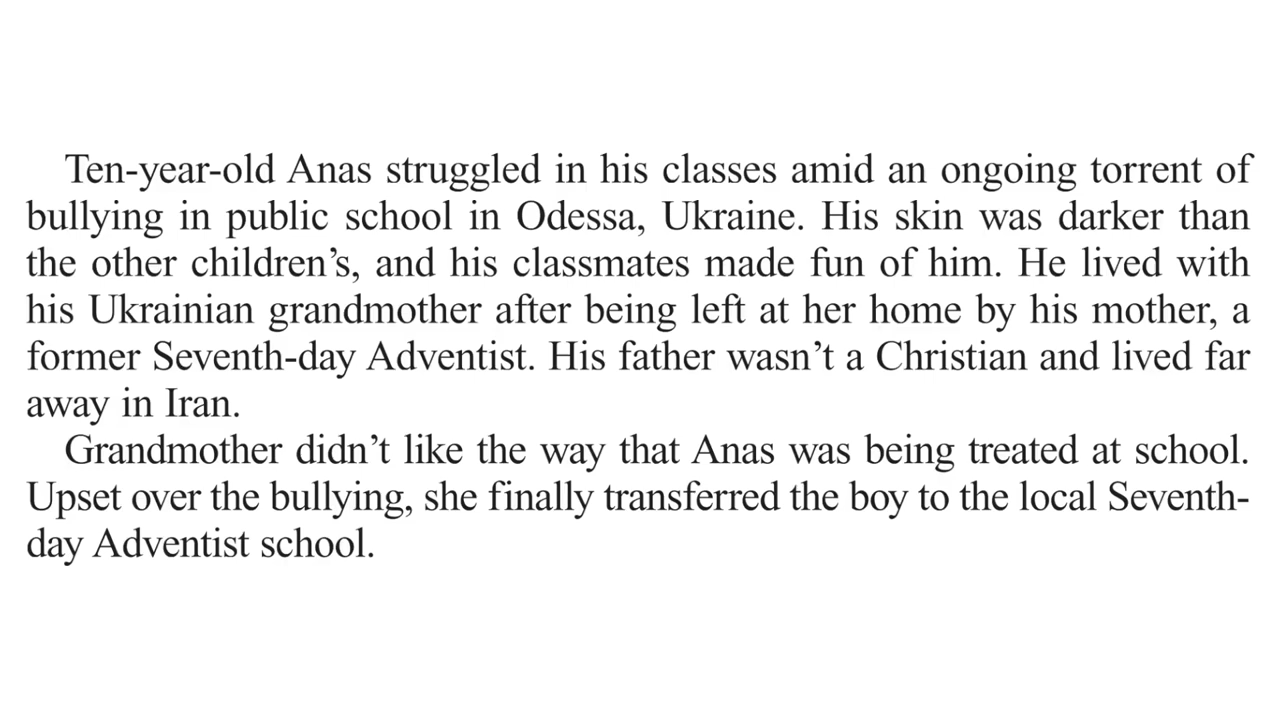 Ten-year-old Anas struggled in his classes amid an ongoing torrent of
bullying in public school in Odessa, Ukraine. His skin was darker than
the other children’s, and his classmates made fun of him. He lived with
his Ukrainian grandmother after being left at her home by his mother, a
former Seventh-day Adventist. His father wasn’t a Christian and lived far
away in Iran.
Grandmother didn’t like the way that Anas was being treated at school.
Upset over the bullying, she finally transferred the boy to the local Seventh-
day Adventist school.